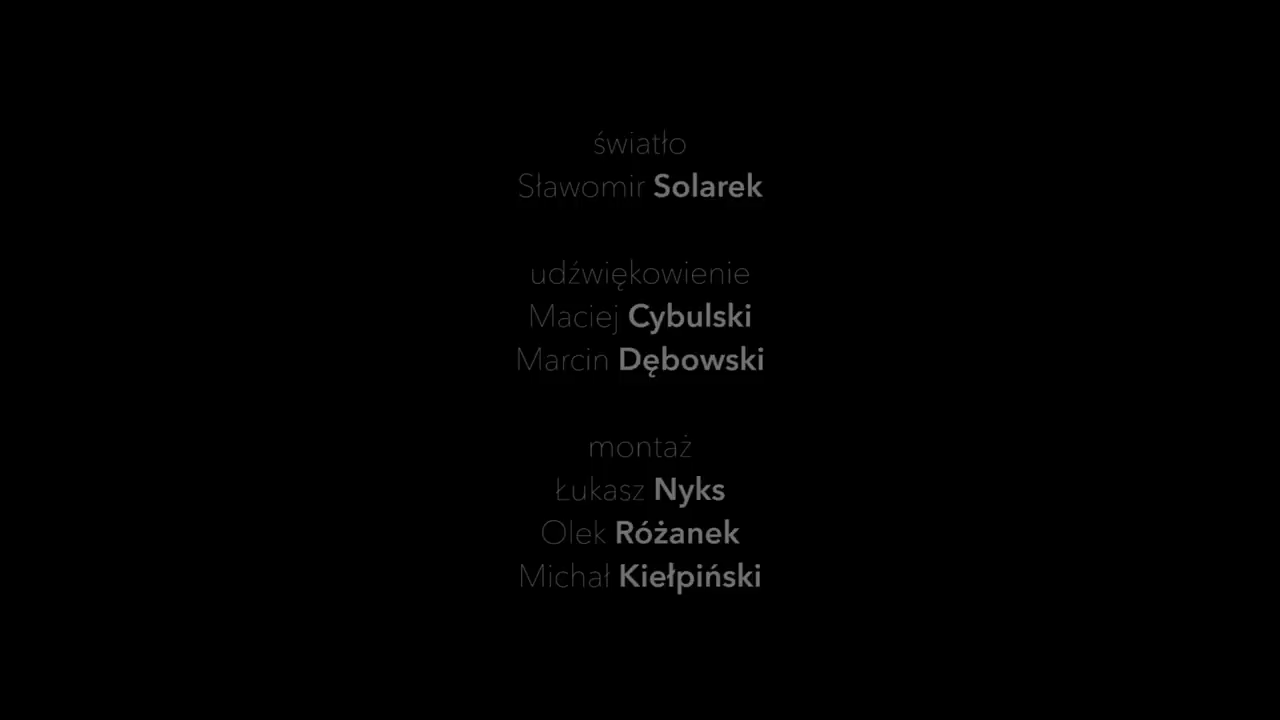 światło
Sławomir Solarek
udźwiękowienie
Maciej Cybulski
Marcin Dębowski
montaż
Łukasz Nyks
Olek Różanek
Michał Kiełpiński